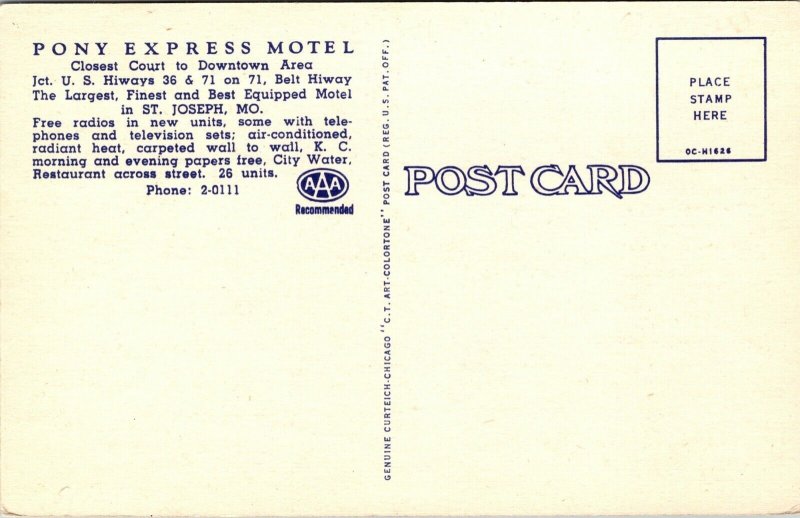 PONY EXPRESS MOTEL
Closest Court to Downtown Area
Jct. U. S. Hiways 36 & 71 on 71, Belt Hiway
The Largest, Finest and Best Equipped Motel
in ST. JOSEPH, MO.
Free radios in new units, some with tele-
phones and television sets; air-conditioned,
radiant heat, carpeted wall to wall, K. C.
morning and evening papers free, City Water,
Restaurant across street. 26 units.
Phone: 2-0111
AAA
Recommended
GENUINE CURTEICH-CHICAGO "C.T. ART-COLORTONE" POST CARD (REG. U.S. PAT. OFF.)
POST CARD
PLACE
STAMP
HERE
OC-H1626